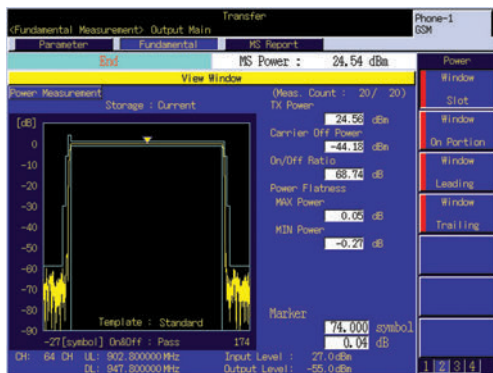 Transfer
Phone-1
<Fundamental Measurement> Output Main
GSM
Parameter
Fundamental
MS Report
End
MS Power : 24.54 dBm
Power
View Window
Window
Slot
Power Measurement
(Meas. Count : 20/ 20)
Storage : Current
TX Power
24.56 dBm
[dB]
Carrier Off Power
Window
On Portion
-44.18 dBm
0
On/Off Ratio
-10
68.74 dB
Window
Leading
-20
Power Flatness
-30
MAX Power
0.05 dB
Window
Trailing
-40
MIN Power
-0.27 dB
-50
-60
-70
-80
Template : Standard
Marker
74.000 symbol
-90
-27[symbol] On&Off : Pass 174
0.04 dB
CH: 64 CH UL: 902.800000MHz Input Level : 27.0dBm
DL: 947.800000MHz Output Level : -55.0dBm
1 2 3 4